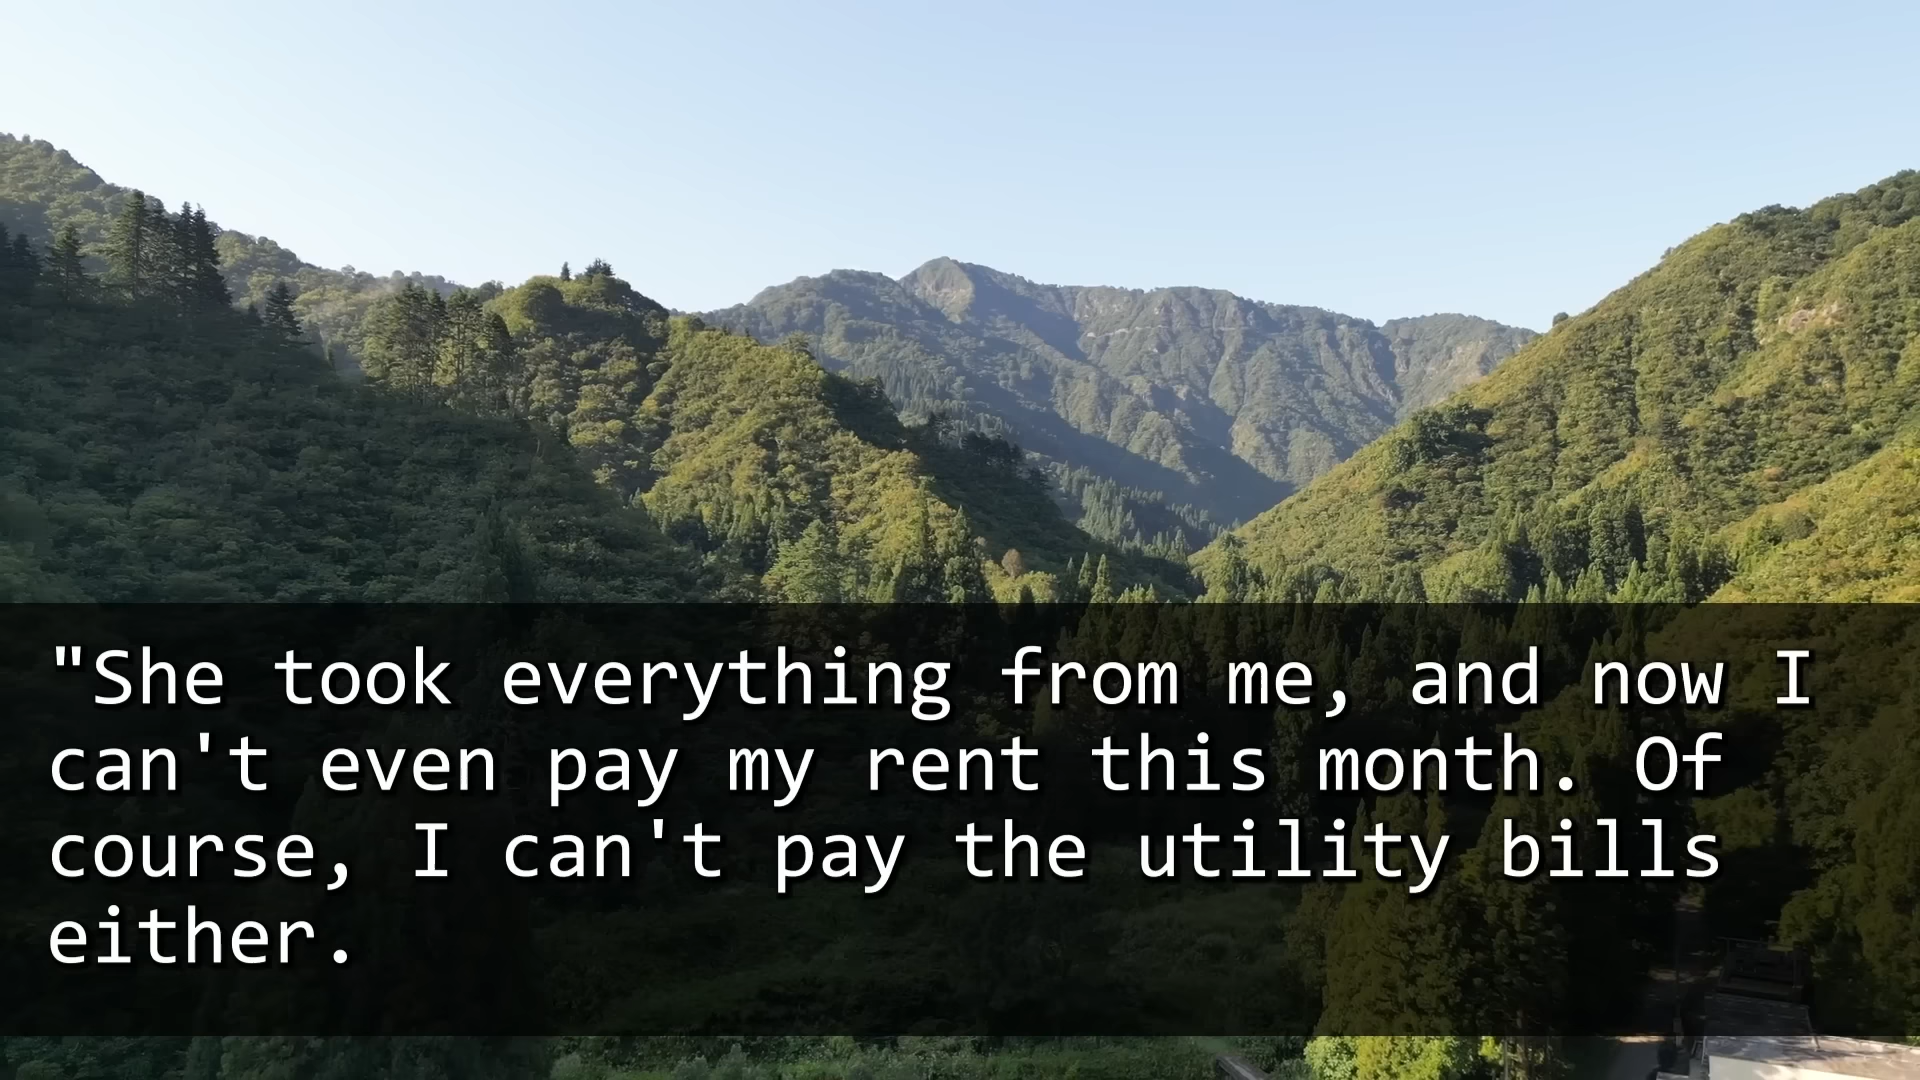 "She took everything from me, and now I
can't even pay my rent this month. Of
course, I can't pay the utility bills
either.